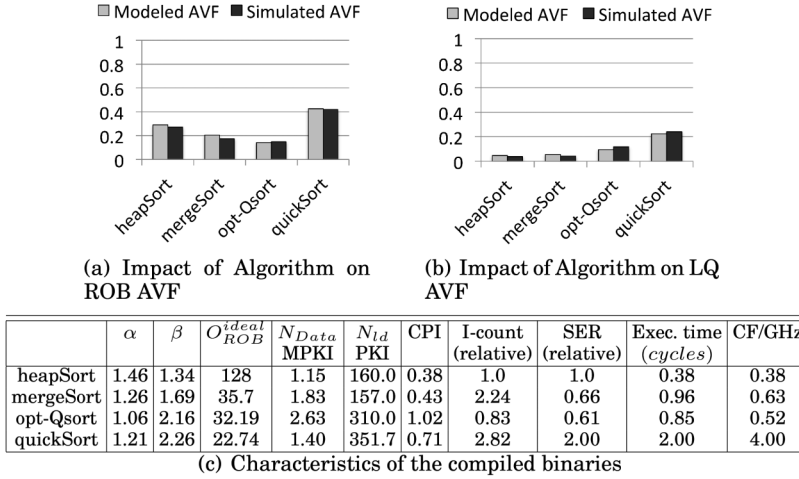 Modeled AVF Simulated AVF
1
0.8
0.6
0.4
0.2
0
heapSort
mergeSort
opt-Qsort
quickSort
(a) Impact of Algorithm on
ROB AVF
Modeled AVF Simulated AVF
1
0.8
0.6
0.4
0.2
0
heapSort
mergeSort
opt-Qsort
quickSort
(b) Impact of Algorithm on LQ
AVF
α β O^{ideal}_{ROB} N_{Data} N_{ld} CPI I-count SER Exec. time CF/GHz
MPKI PKI (relative) (relative) (cycles)
heapSort 1.46 1.34 128 1.15 160.0 0.38 1.0 1.0 0.38 0.38
mergeSort 1.26 1.69 35.7 1.83 157.0 0.43 2.24 0.66 0.96 0.63
opt-Qsort 1.06 2.16 32.19 2.63 310.0 1.02 0.83 0.61 0.85 0.52
quickSort 1.21 2.26 22.74 1.40 351.7 0.71 2.82 2.00 2.00 4.00
(c) Characteristics of the compiled binaries